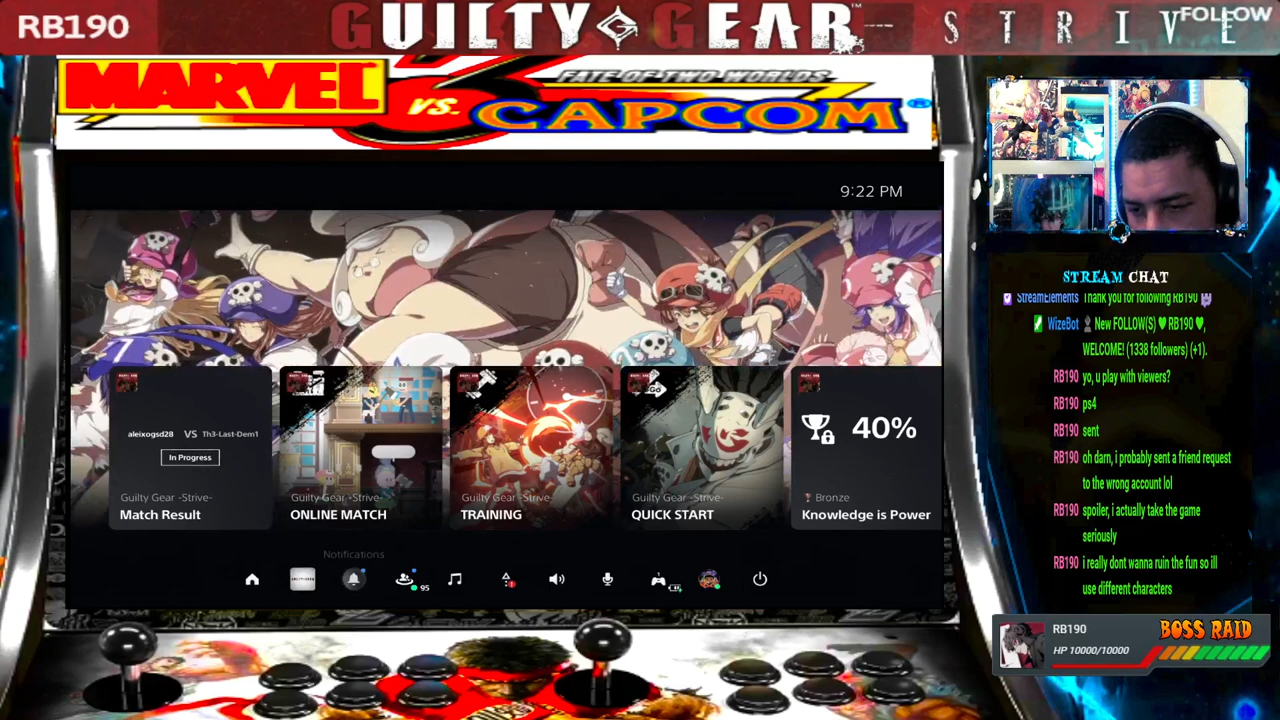 RB190
GUILTY GEAR™
STRIVE
FOLLOW
MARVEL
VS.
FATE OF TWO WORLDS
CAPCOM®
9:22 PM
aleixogsd28 VS Th3-Last-Dem1
In Progress
Guilty Gear -Strive-
Match Result
Guilty Gear -Strive-
ONLINE MATCH
Guilty Gear -Strive-
TRAINING
Guilty Gear -Strive-
QUICK START
40%
Bronze
Knowledge is Power
Notifications
95
STREAM CHAT
StreamElements Thank you for following RB190
WizeBot New FOLLOW(S) ♥ RB190 ♥,
WELCOME! (1338 followers) (+1).
RB190 yo, u play with viewers?
RB190 ps4
RB190 sent
RB190 oh darn, i probably sent a friend request
to the wrong account lol
RB190 spoiler, i actually take the game
seriously
RB190 i really dont wanna ruin the fun so ill
use different characters
RB190
BOSS RAID
HP 10000/10000